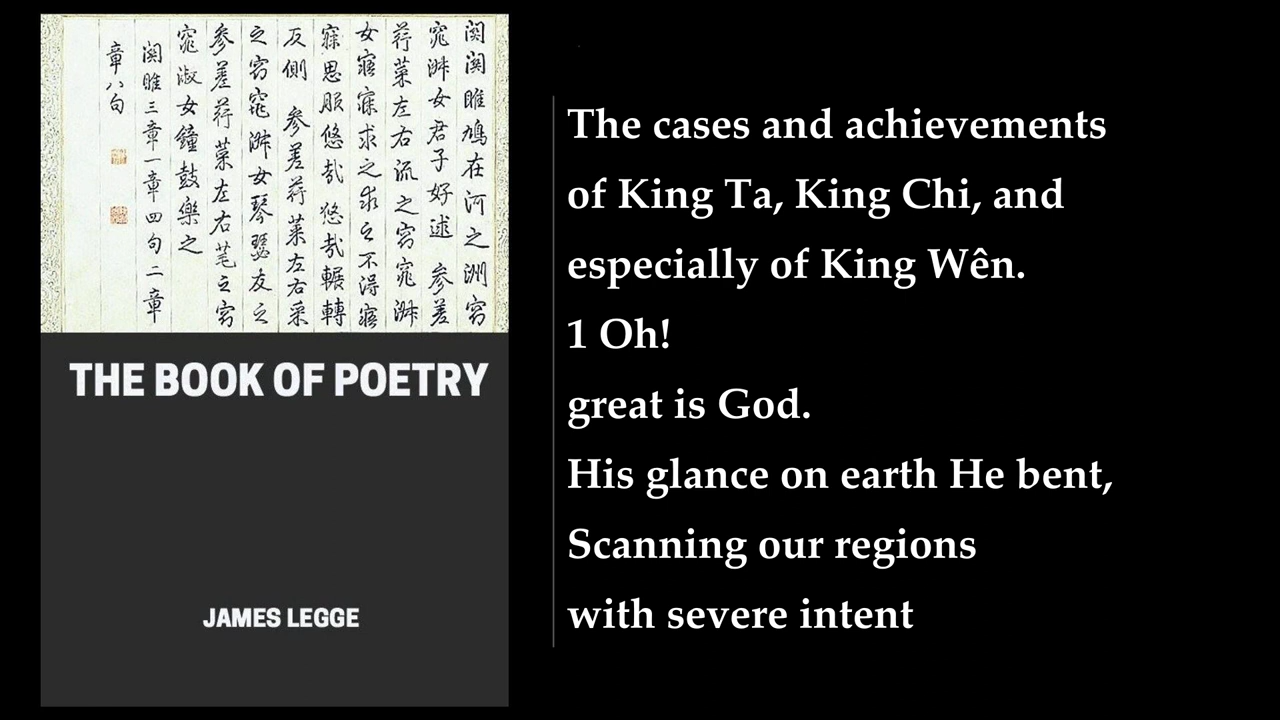 関関雎鳩在河之洲窈
窕淑女君子好逑 参差
荇菜左右流之窈窕淑
女寤寐求之求之不得寤
寐思服悠哉悠哉輾轉
反側 参差荇菜左右采
之窈窕淑女琴瑟友之
参差荇菜左右芼之窈
窕淑女鐘鼓樂之
関雎三章一章四句二章
章八句
THE BOOK OF POETRY
JAMES LEGGE
The cases and achievements
of King Ta, King Chi, and
especially of King Wên.
1 Oh!
great is God.
His glance on earth He bent,
Scanning our regions
with severe intent